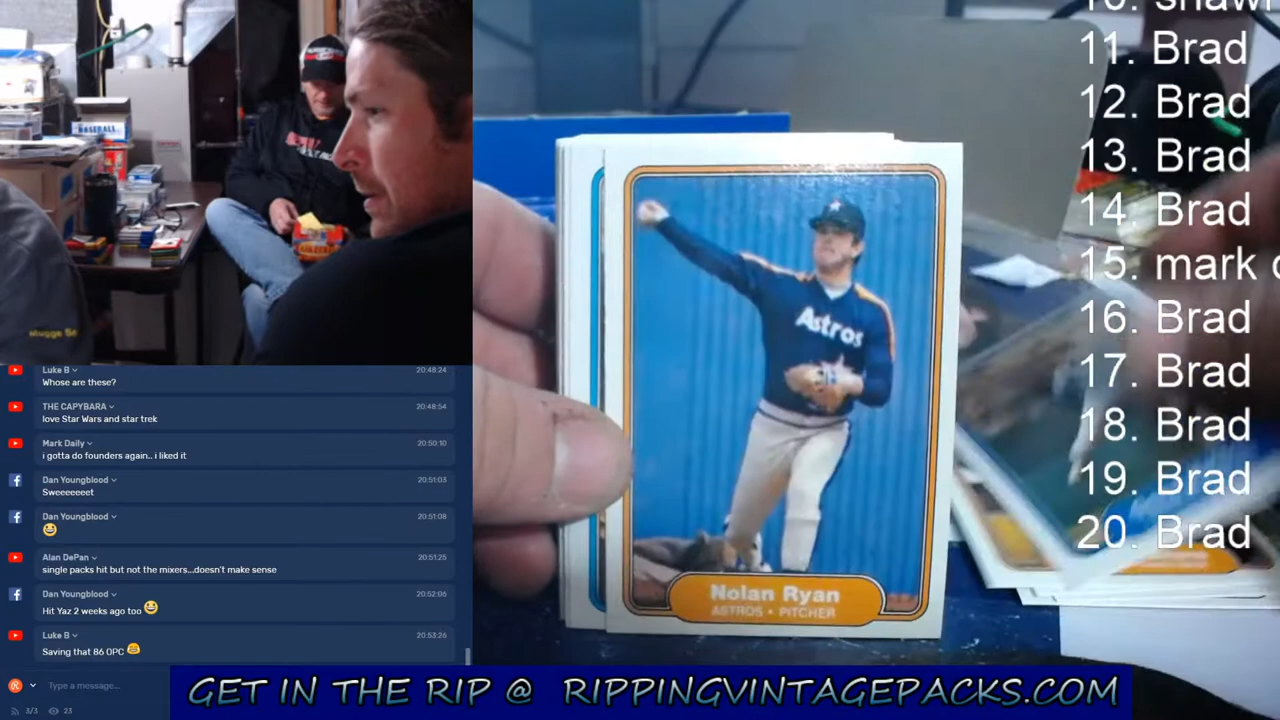 BASEBALL
Luke B
20:48:24
Whose are these?
THE CAPYBARA
20:48:54
love Star Wars and star trek
Mark Daily
20:50:10
i gotta do founders again.. i liked it
Dan Youngblood
20:51:03
Sweeeeeeet
Dan Youngblood
20:51:08
Alan DePan
20:51:25
single packs hit but not the mixers...doesn't make sense
Dan Youngblood
20:52:06
Hit Yaz 2 weeks ago too
Luke B
20:53:26
Saving that 86 OPC
Type a message...
3/3 23
Astros
Nolan Ryan
ASTROS • PITCHER
10. shawn
11. Brad
12. Brad
13. Brad
14. Brad
15. mark
16. Brad
17. Brad
18. Brad
19. Brad
20. Brad
GET IN THE RIP @ RIPPINGVINTAGEPACKS.COM